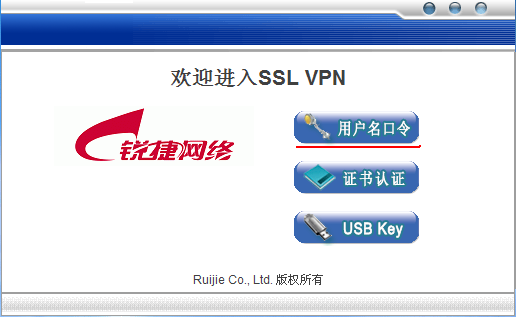 欢迎进入SSL VPN
锐捷网络
用户名口令
证书认证
USB Key
Ruijie Co., Ltd. 版权所有